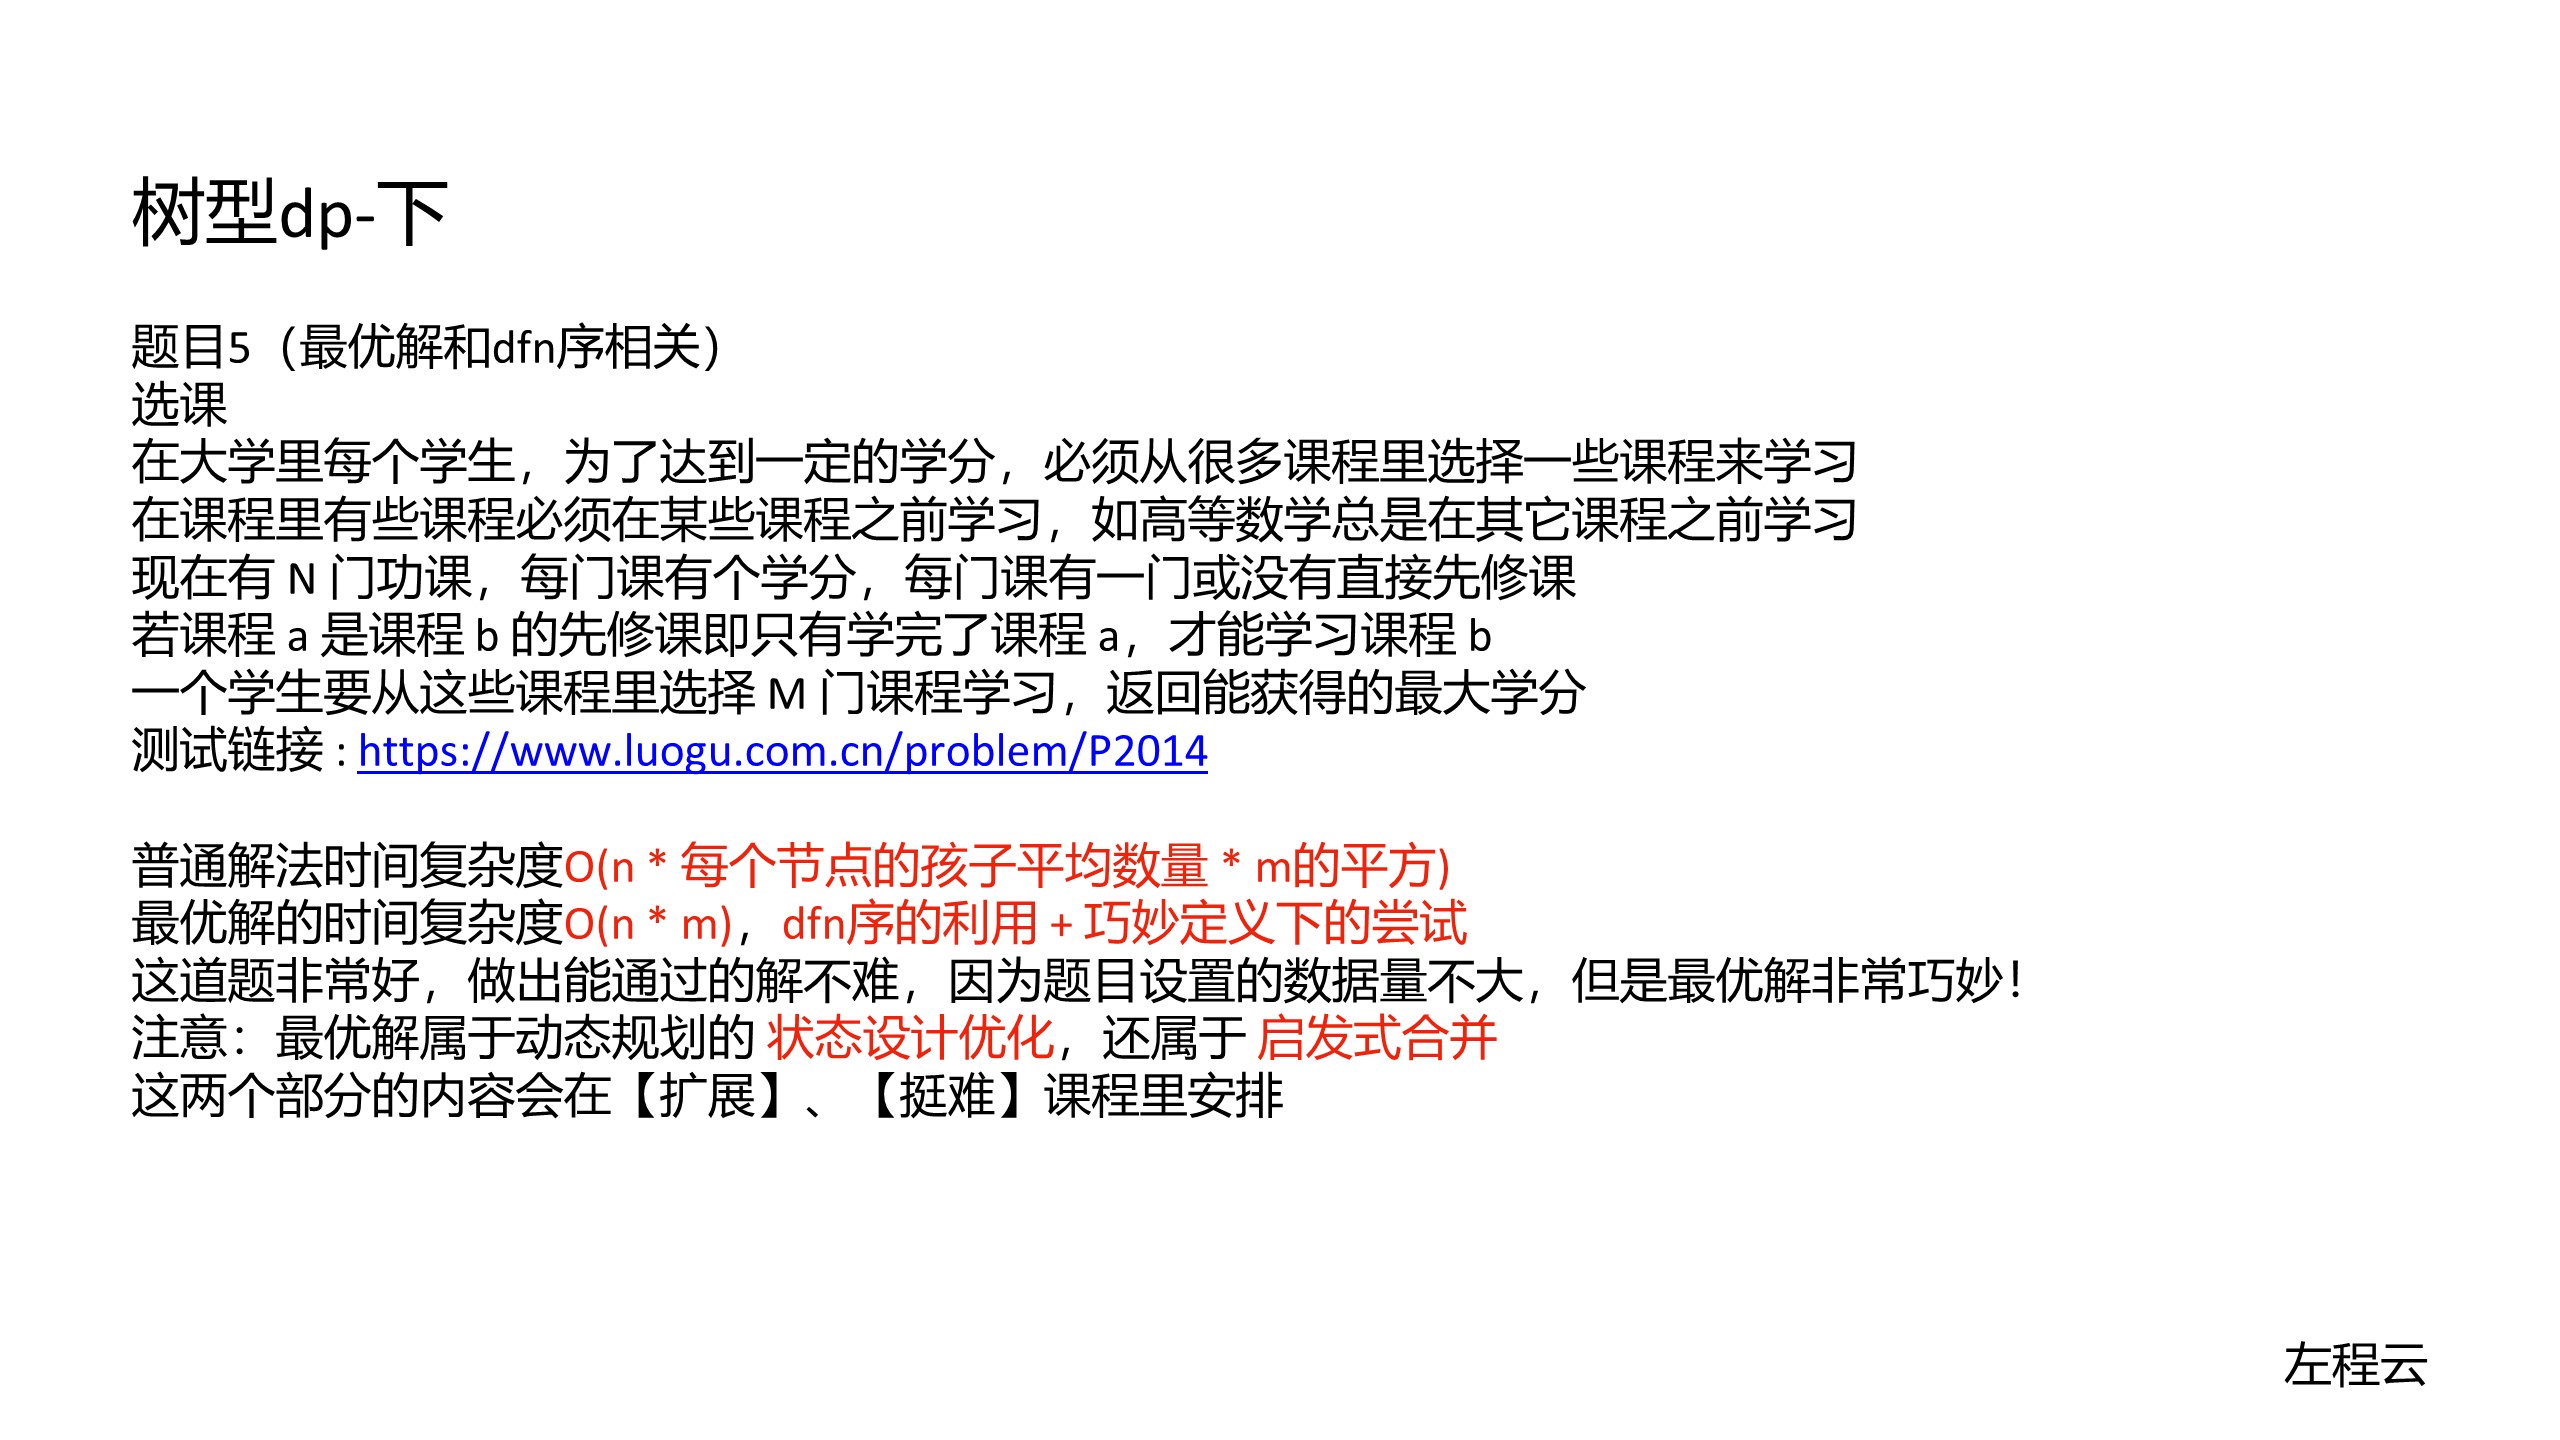 树型dp-下
题目5（最优解和dfn序相关）
选课
在大学里每个学生，为了达到一定的学分，必须从很多课程里选择一些课程来学习
在课程里有些课程必须在某些课程之前学习，如高等数学总是在其它课程之前学习
现在有 N 门功课，每门课有个学分，每门课有一门或没有直接先修课
若课程 a 是课程 b 的先修课即只有学完了课程 a，才能学习课程 b
一个学生要从这些课程里选择 M 门课程学习，返回能获得的最大学分
测试链接 : https://www.luogu.com.cn/problem/P2014
普通解法时间复杂度O(n * 每个节点的孩子平均数量 * m的平方)
最优解的时间复杂度O(n * m)，dfn序的利用 + 巧妙定义下的尝试
这道题非常好，做出能通过的解不难，因为题目设置的数据量不大，但是最优解非常巧妙！
注意：最优解属于动态规划的 状态设计优化，还属于 启发式合并
这两个部分的内容会在【扩展】、【挺难】课程里安排
左程云